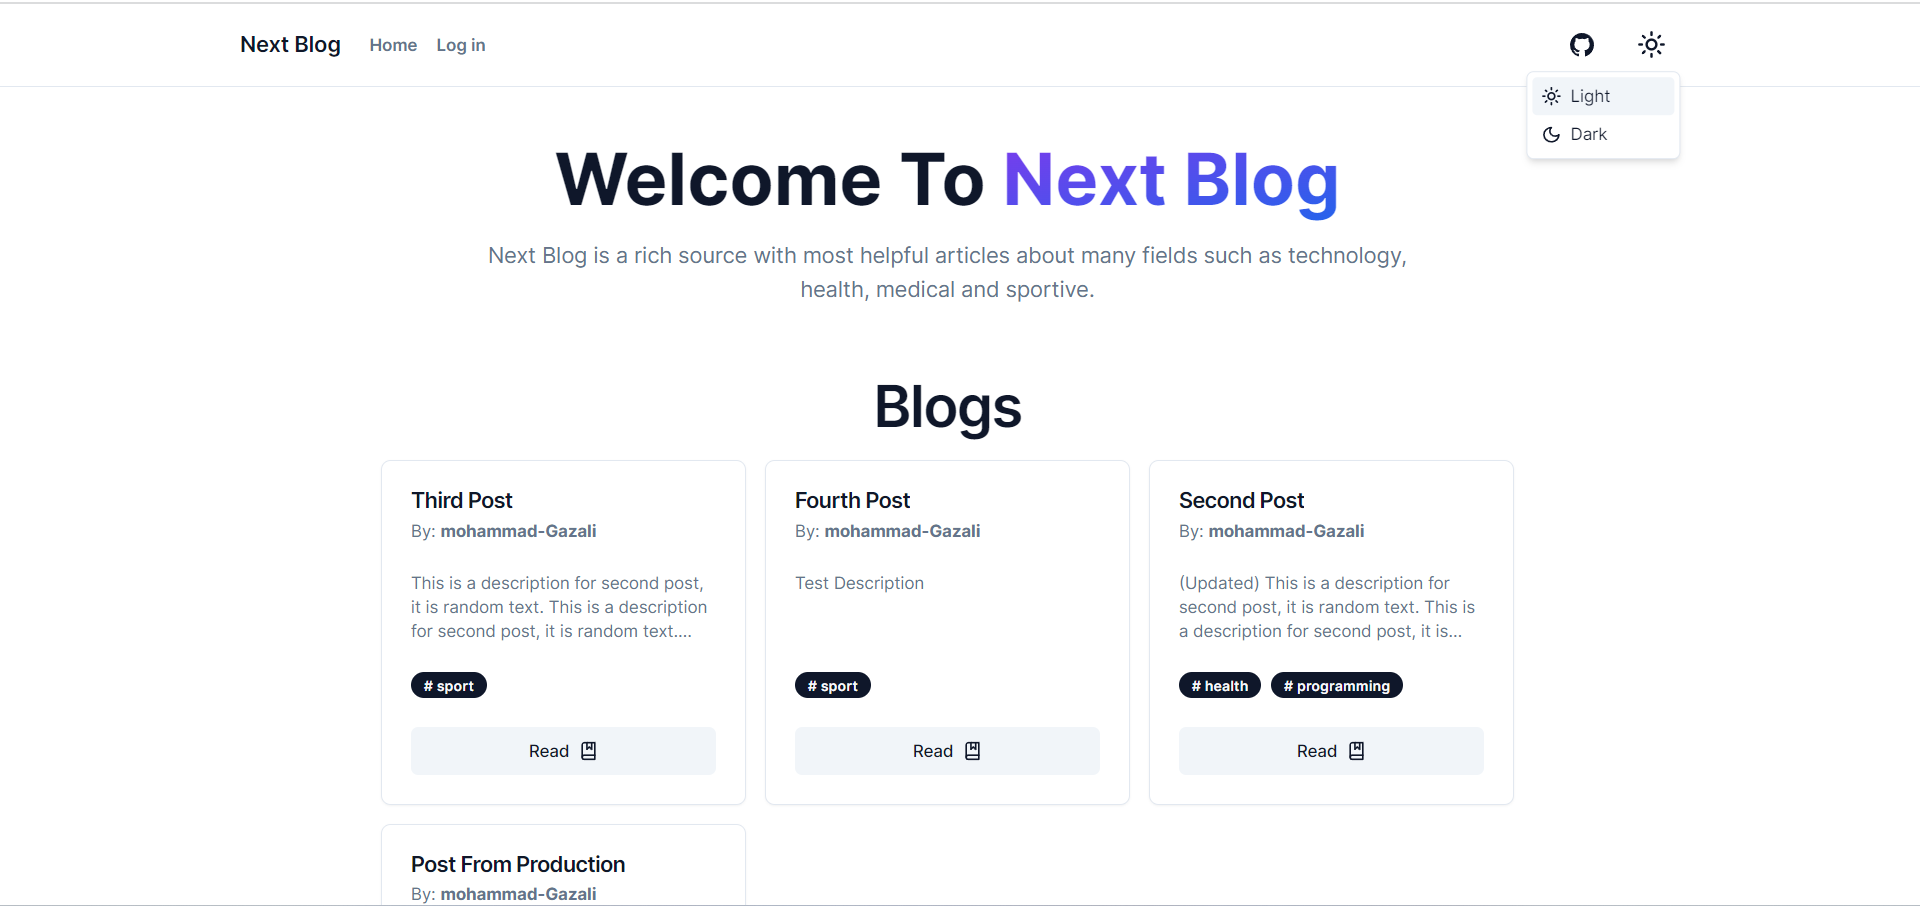 Next Blog Home Log in
Light
Dark
Welcome To Next Blog
Next Blog is a rich source with most helpful articles about many fields such as technology,
health, medical and sportive.
Blogs
Third Post
By: mohammad-Gazali
This is a description for second post,
it is random text. This is a description
for second post, it is random text....
# sport
Read
Fourth Post
By: mohammad-Gazali
Test Description
# sport
Read
Second Post
By: mohammad-Gazali
(Updated) This is a description for
second post, it is random text. This is
a description for second post, it is...
# health # programming
Read
Post From Production
By: mohammad-Gazali